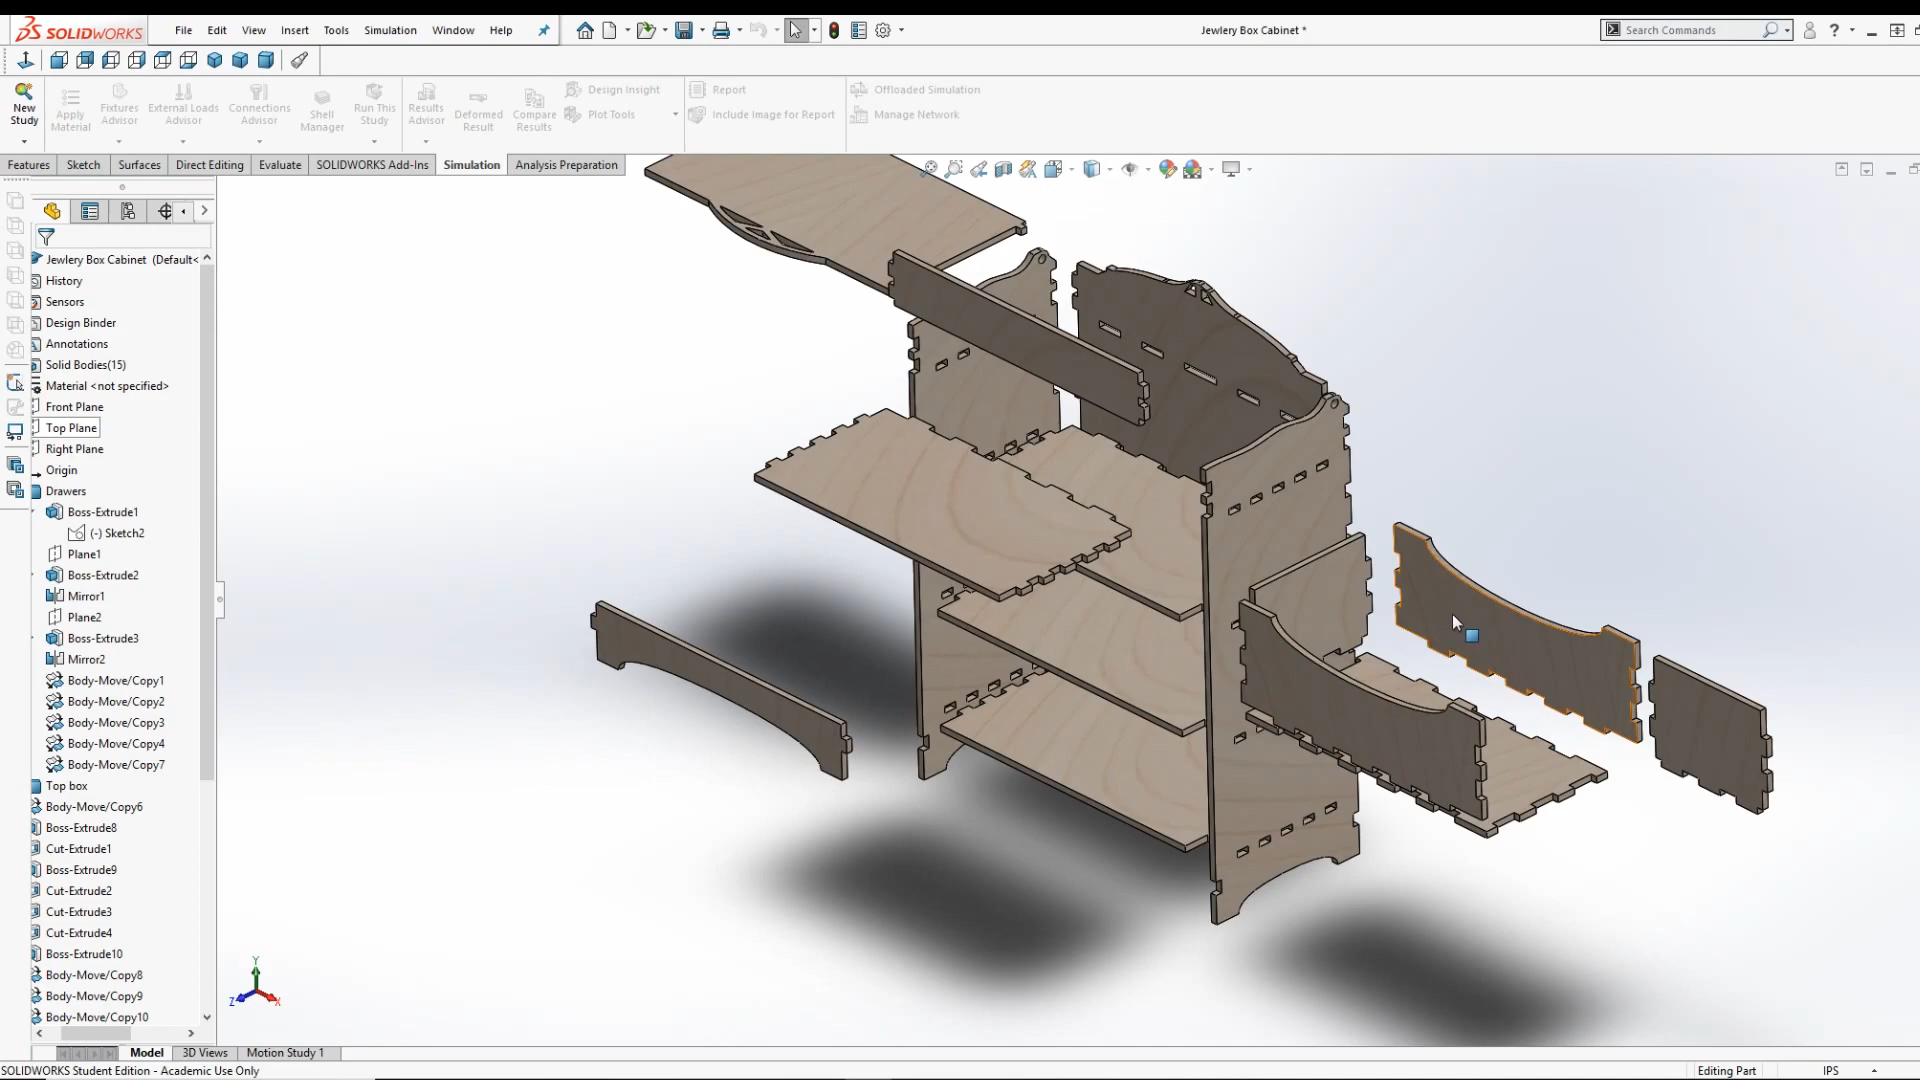 SOLIDWORKS File Edit View Insert Tools Simulation Window Help Jewlery Box Cabinet * Search Commands ?
New Study
Apply Material
Fixtures Advisor
External Loads Advisor
Connections Advisor
Shell Manager
Run This Study
Results Advisor
Deformed Result
Compare Results
Design Insight
Plot Tools
Report
Include Image for Report
Offloaded Simulation
Manage Network
Features Sketch Surfaces Direct Editing Evaluate SOLIDWORKS Add-Ins Simulation Analysis Preparation
Jewlery Box Cabinet (Default<
History
Sensors
Design Binder
Annotations
Solid Bodies(15)
Material <not specified>
Front Plane
Top Plane
Right Plane
Origin
Drawers
Boss-Extrude1
(-) Sketch2
Plane1
Boss-Extrude2
Mirror1
Plane2
Boss-Extrude3
Mirror2
Body-Move/Copy1
Body-Move/Copy2
Body-Move/Copy3
Body-Move/Copy4
Body-Move/Copy7
Top box
Body-Move/Copy6
Boss-Extrude8
Cut-Extrude1
Boss-Extrude9
Cut-Extrude2
Cut-Extrude3
Cut-Extrude4
Boss-Extrude10
Body-Move/Copy8
Body-Move/Copy9
Body-Move/Copy10
Y
Z X
Model 3D Views Motion Study 1
SOLIDWORKS Student Edition - Academic Use Only Editing Part IPS